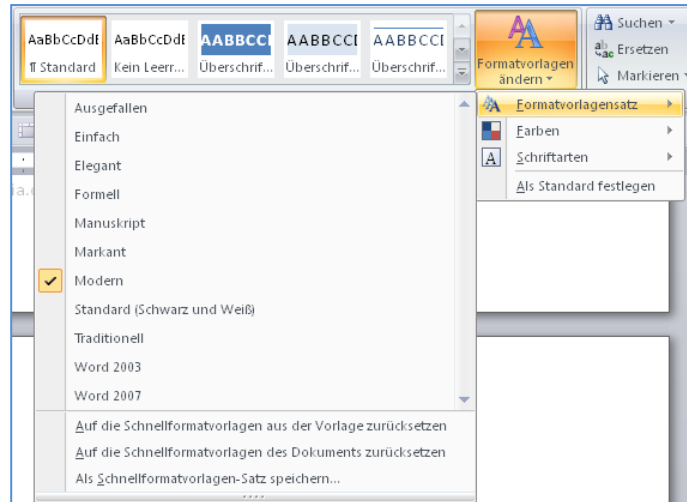 AaBbCcDdE AaBbCcDdE AABBCCI AABBCCI AABBCCI
¶ Standard Kein Leerr... Überschrif... Überschrif... Überschrif...
Formatvorlagen
ändern
Suchen
Ersetzen
Markieren
Formatvorlagensatz
Farben
Schriftarten
Als Standard festlegen
Ausgefallen
Einfach
Elegant
Formell
Manuskript
Markant
Modern
Standard (Schwarz und Weiß)
Traditionell
Word 2003
Word 2007
Auf die Schnellformatvorlagen aus der Vorlage zurücksetzen
Auf die Schnellformatvorlagen des Dokuments zurücksetzen
Als Schnellformatvorlagen-Satz speichern...